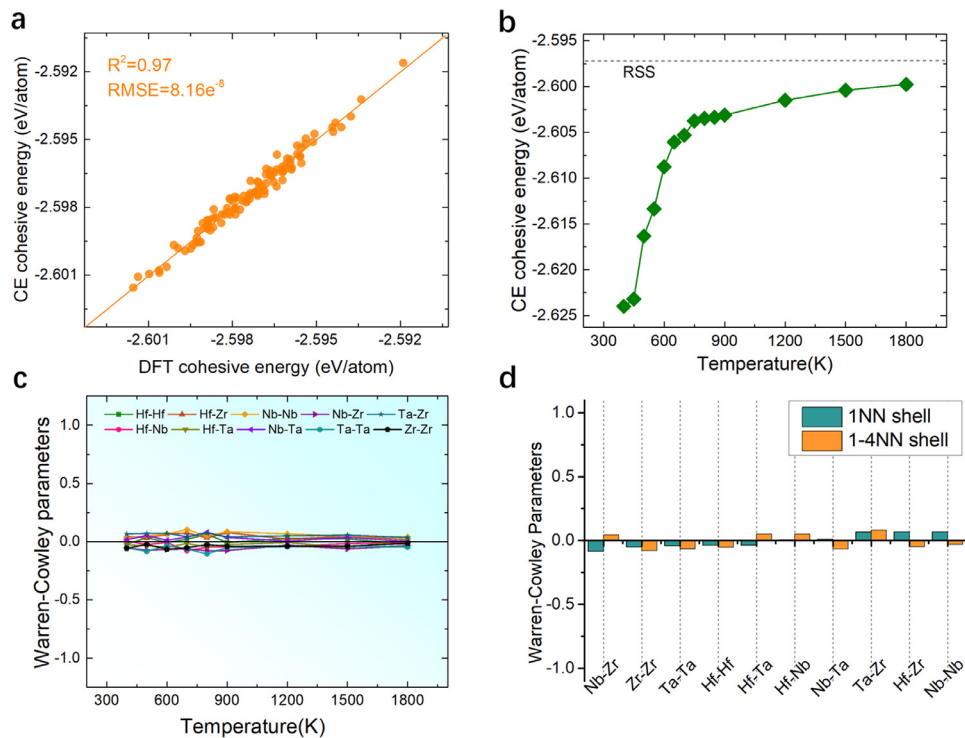 a
R²=0.97
RMSE=8.16e⁻⁸
CE cohesive energy (eV/atom)
-2.592
-2.595
-2.598
-2.601
-2.601 -2.598 -2.595 -2.592
DFT cohesive energy (eV/atom)
b
RSS
CE cohesive energy (eV/atom)
-2.595
-2.600
-2.605
-2.610
-2.615
-2.620
-2.625
300 600 900 1200 1500 1800
Temperature(K)
c
Hf-Hf Hf-Zr Nb-Nb Nb-Zr Ta-Zr
Hf-Nb Hf-Ta Nb-Ta Ta-Ta Zr-Zr
Warren-Cowley parameters
1.0
0.5
0.0
-0.5
-1.0
300 600 900 1200 1500 1800
Temperature(K)
d
1NN shell
1-4NN shell
Warren-Cowley Parameters
1.0
0.5
0.0
-0.5
-1.0
Nb-Zr Zr-Zr Ta-Ta Hf-Hf Hf-Ta Hf-Nb Nb-Ta Ta-Zr Hf-Zr Nb-Nb